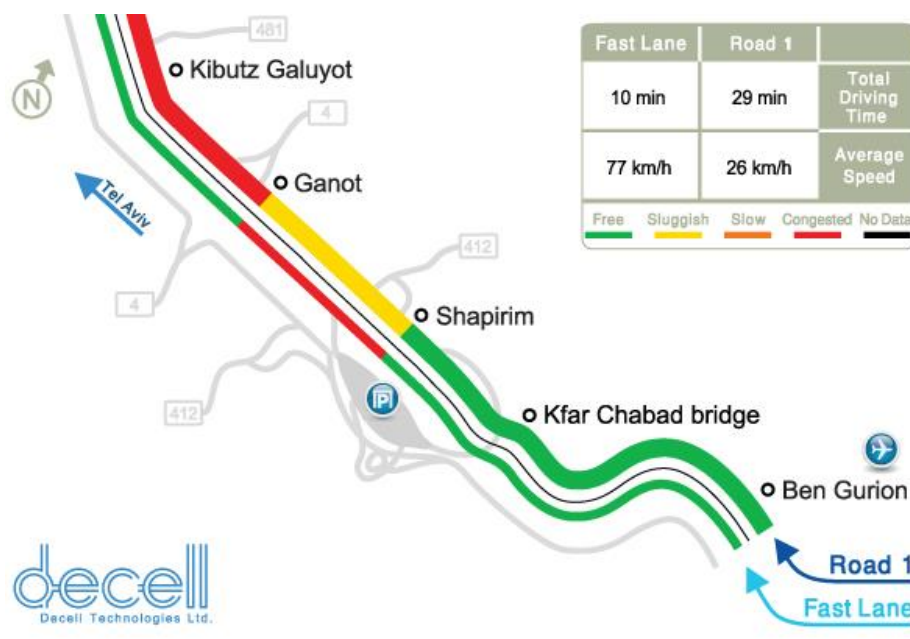 481
Kibutz Galuyot
N
4
Ganot
Tel Aviv
412
4
Shapirim
P
412
Kfar Chabad bridge
Ben Gurion
Road 1
Fast Lane
Fast Lane Road 1
10 min 29 min Total Driving Time
77 km/h 26 km/h Average Speed
Free Sluggish Slow Congested No Data
decell
Decell Technologies Ltd.